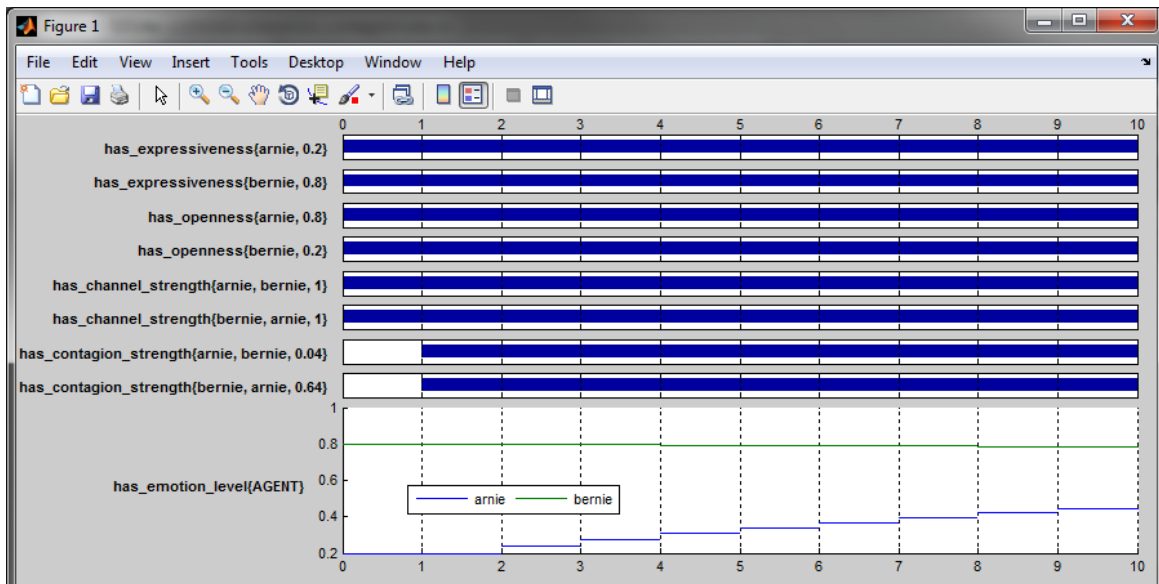 Figure 1
File Edit View Insert Tools Desktop Window Help
0 1 2 3 4 5 6 7 8 9 10
has_expressiveness{arnie, 0.2}
has_expressiveness{bernie, 0.8}
has_openness{arnie, 0.8}
has_openness{bernie, 0.2}
has_channel_strength{arnie, bernie, 1}
has_channel_strength{bernie, arnie, 1}
has_contagion_strength{arnie, bernie, 0.04}
has_contagion_strength{bernie, arnie, 0.64}
1
0.8
0.6
has_emotion_level{AGENT}
arnie bernie
0.4
0.2
0 1 2 3 4 5 6 7 8 9 10